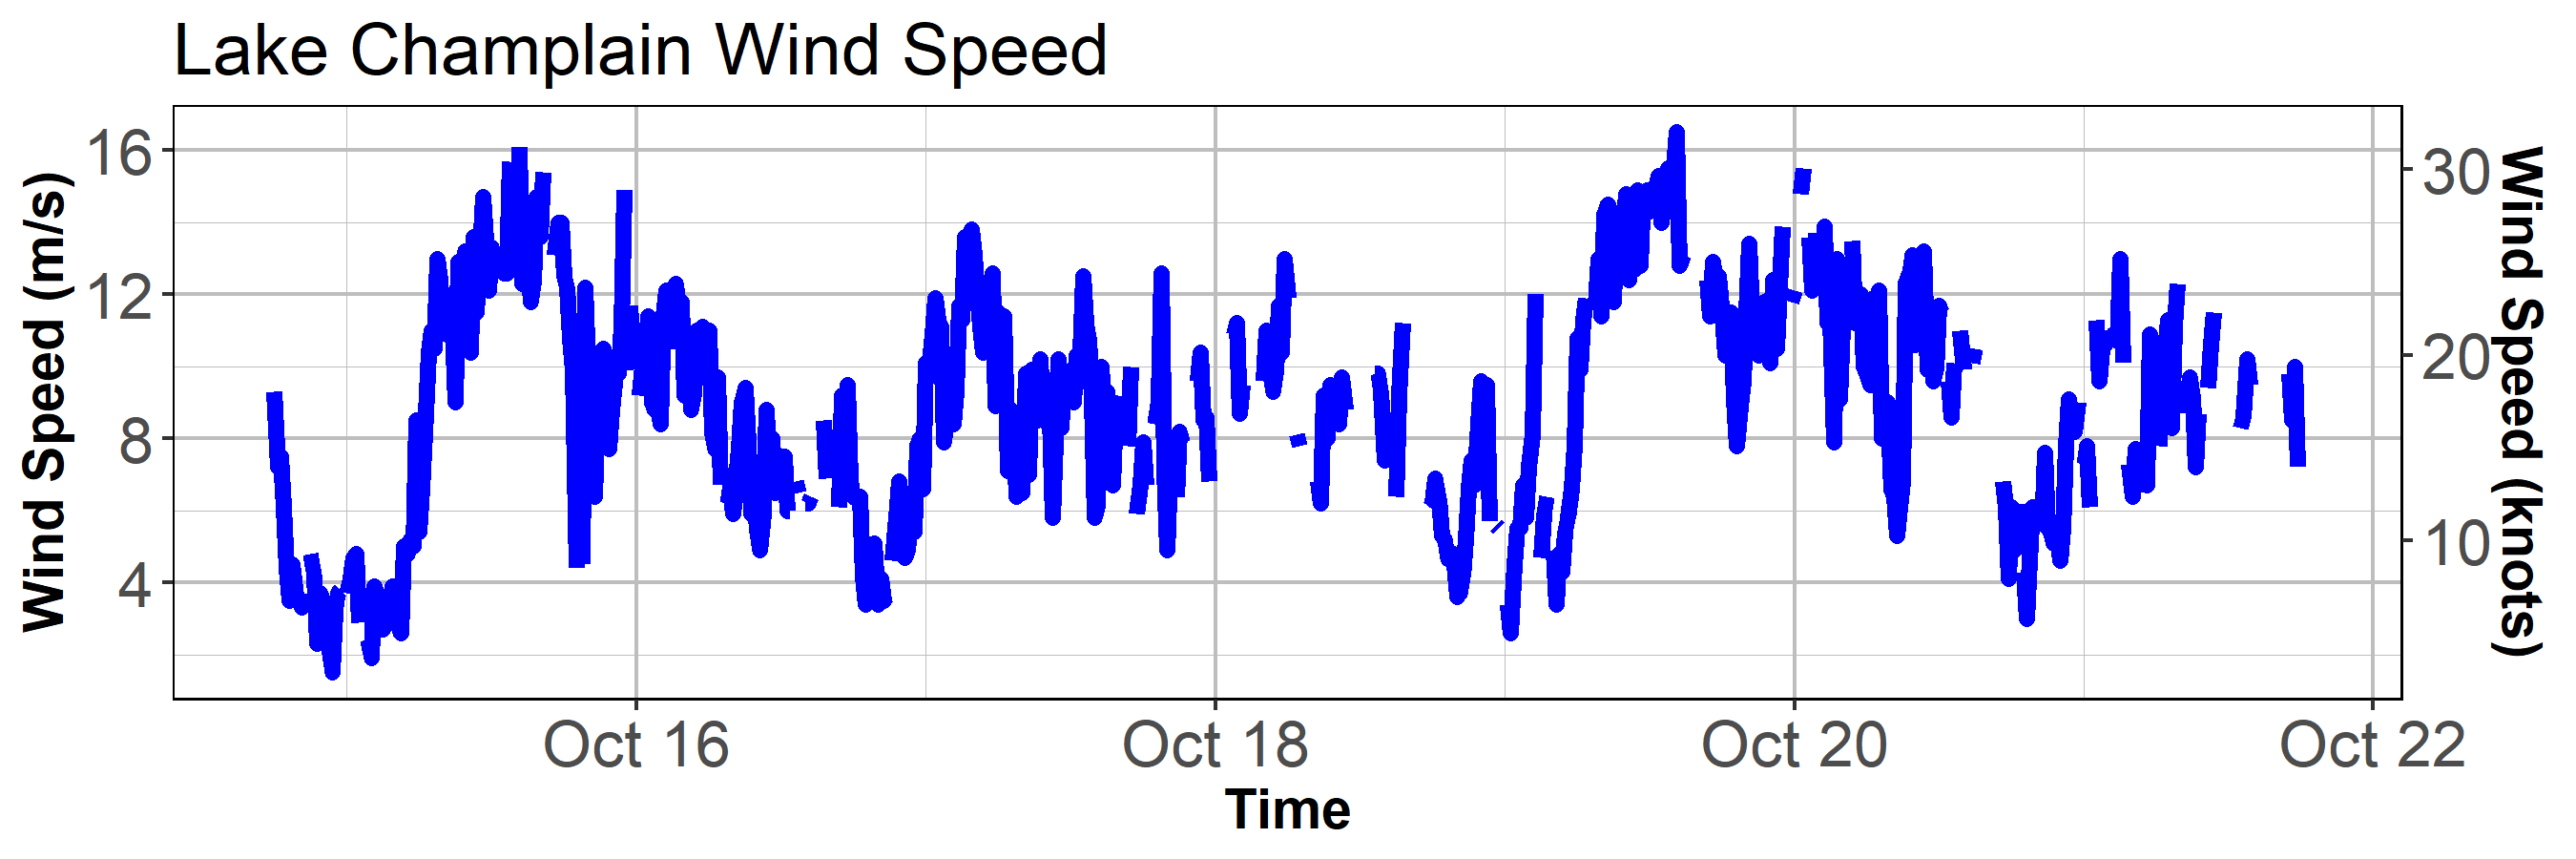 Lake Champlain Wind Speed
Wind Speed (m/s)
16
12
8
4
30
20
10
Wind Speed (knots)
Oct 16
Oct 18
Oct 20
Oct 22
Time